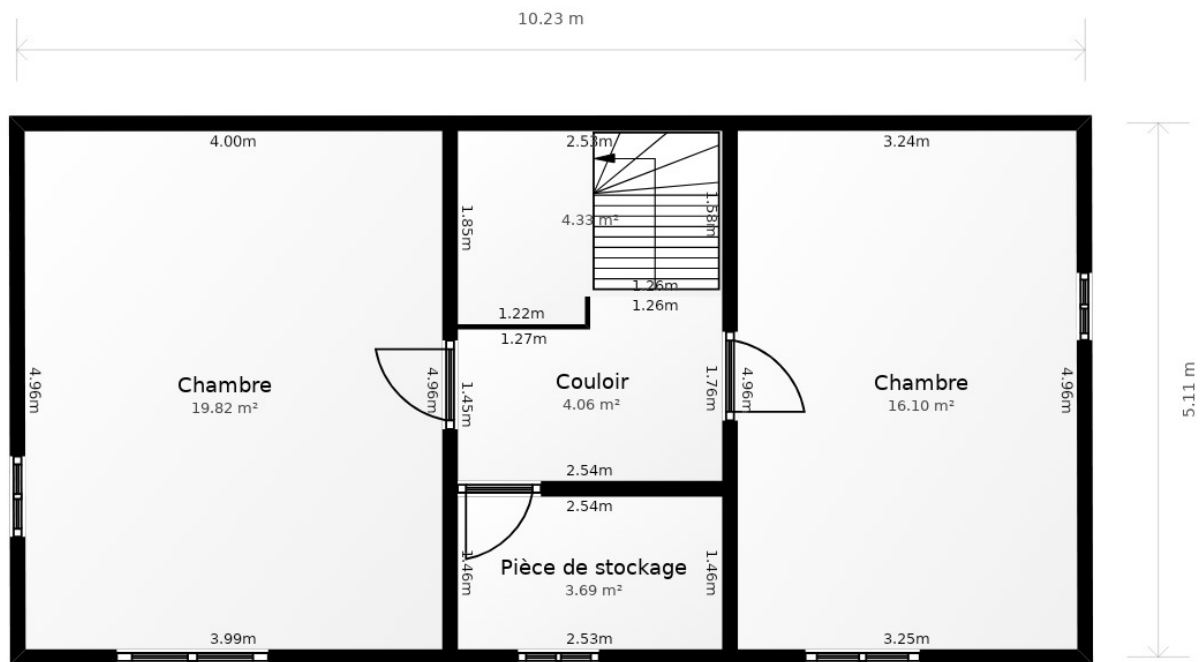 10.23 m
4.00m
2.53m
3.24m
1.85m
4.33 m²
1.58m
1.26m
1.26m
1.22m
1.27m
5.11 m
4.96m
Chambre
19.82 m²
4.96m
1.45m
Couloir
4.06 m²
1.76m
4.96m
Chambre
16.10 m²
4.96m
2.54m
2.54m
1.46m
Pièce de stockage
3.69 m²
1.46m
3.99m
2.53m
3.25m